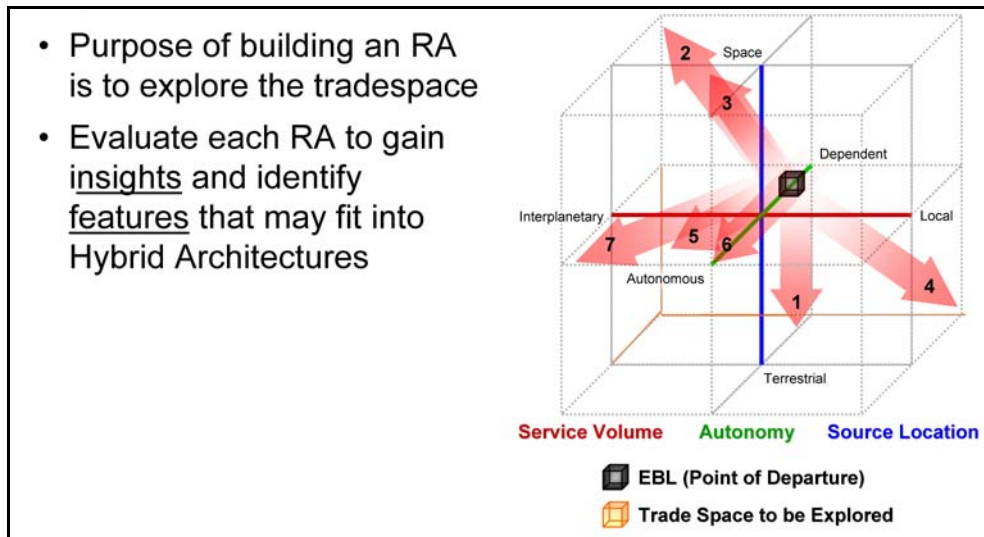 • Purpose of building an RA
is to explore the tradespace
• Evaluate each RA to gain
insights and identify
features that may fit into
Hybrid Architectures
2
Space
3
Dependent
Interplanetary
Local
7
5
6
Autonomous
1
4
Terrestrial
Service Volume Autonomy Source Location
EBL (Point of Departure)
Trade Space to be Explored